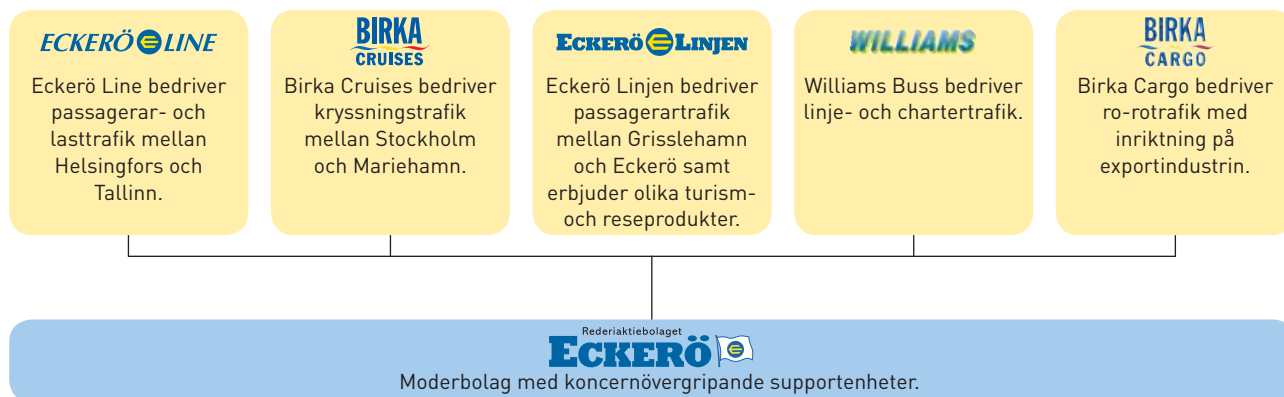 ECKERÖ LINE
Eckerö Line bedriver
passagerar- och
lasttrafik mellan
Helsingfors och
Tallinn.
BIRKA
CRUISES
Birka Cruises bedriver
kryssningstrafik
mellan Stockholm
och Mariehamn.
ECKERÖ LINJEN
Eckerö Linjen bedriver
passagerartrafik
mellan Grisslehamn
och Eckerö samt
erbjuder olika turism-
och reseprodukter.
WILLIAMS
Williams Buss bedriver
linje- och chartertrafik.
BIRKA
CARGO
Birka Cargo bedriver
ro-rotrafik med
inriktning på
exportindustrin.
Rederiaktiebolaget
ECKERÖ
Moderbolag med koncernövergripande supportenheter.